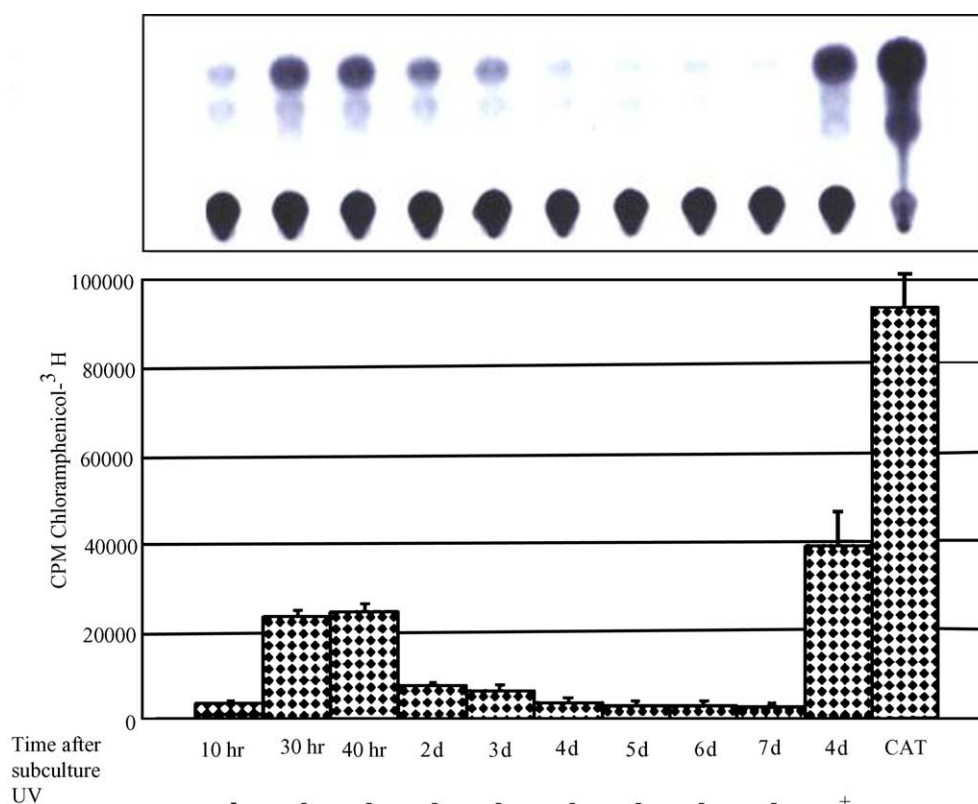 100000
80000
60000
40000
20000
0
CPM Chloramphenicol-³ H
Time after subculture 10 hr 30 hr 40 hr 2d 3d 4d 5d 6d 7d 4d CAT
UV - - - - - - - - - +